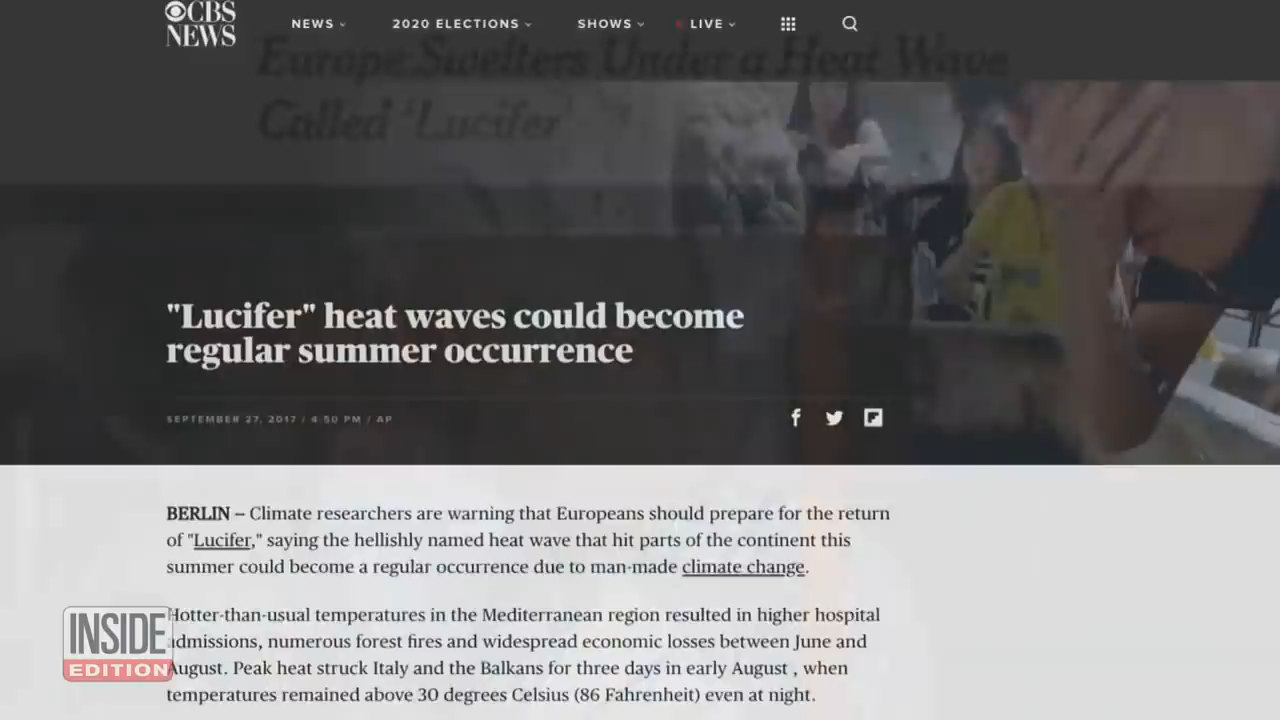 CBS
NEWS
NEWS
2020 ELECTIONS
SHOWS
LIVE
Europe Swelters Under a Heat Wave
Called 'Lucifer'
"Lucifer" heat waves could become
regular summer occurrence
SEPTEMBER 27, 2017 / 4:50 PM / AP
BERLIN – Climate researchers are warning that Europeans should prepare for the return
of "Lucifer," saying the hellishly named heat wave that hit parts of the continent this
summer could become a regular occurrence due to man-made climate change.
Hotter-than-usual temperatures in the Mediterranean region resulted in higher hospital
admissions, numerous forest fires and widespread economic losses between June and
August. Peak heat struck Italy and the Balkans for three days in early August , when
temperatures remained above 30 degrees Celsius (86 Fahrenheit) even at night.
INSIDE
EDITION